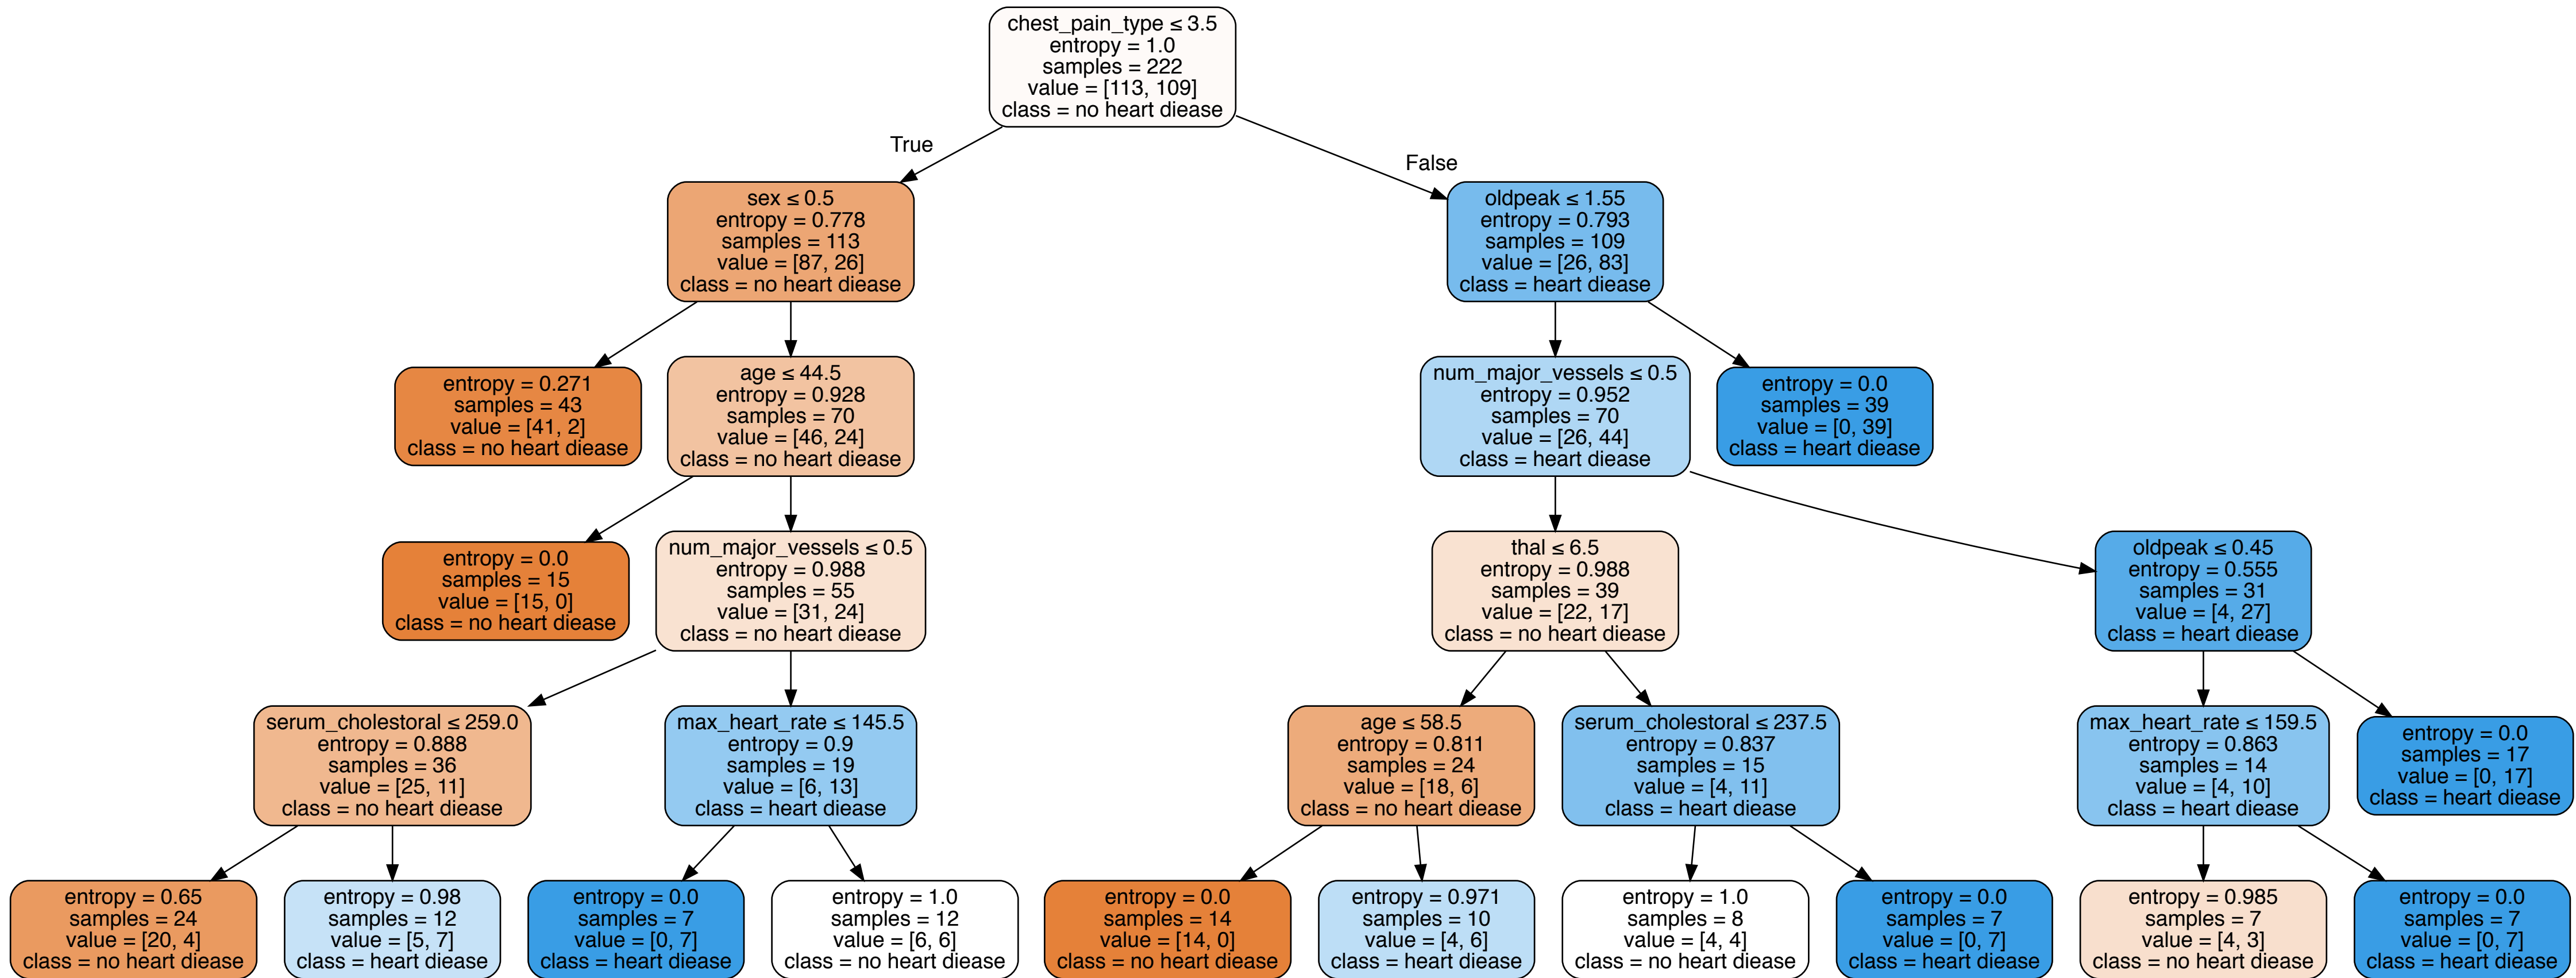 chest_pain_type ≤ 3.5
entropy = 1.0
samples = 222
value = [113, 109]
class = no heart diease
True
False
sex ≤ 0.5
entropy = 0.778
samples = 113
value = [87, 26]
class = no heart diease
oldpeak ≤ 1.55
entropy = 0.793
samples = 109
value = [26, 83]
class = heart diease
entropy = 0.271
samples = 43
value = [41, 2]
class = no heart diease
age ≤ 44.5
entropy = 0.928
samples = 70
value = [46, 24]
class = no heart diease
num_major_vessels ≤ 0.5
entropy = 0.952
samples = 70
value = [26, 44]
class = heart diease
entropy = 0.0
samples = 39
value = [0, 39]
class = heart diease
entropy = 0.0
samples = 15
value = [15, 0]
class = no heart diease
num_major_vessels ≤ 0.5
entropy = 0.988
samples = 55
value = [31, 24]
class = no heart diease
thal ≤ 6.5
entropy = 0.988
samples = 39
value = [22, 17]
class = no heart diease
oldpeak ≤ 0.45
entropy = 0.555
samples = 31
value = [4, 27]
class = heart diease
serum_cholestoral ≤ 259.0
entropy = 0.888
samples = 36
value = [25, 11]
class = no heart diease
max_heart_rate ≤ 145.5
entropy = 0.9
samples = 19
value = [6, 13]
class = heart diease
age ≤ 58.5
entropy = 0.811
samples = 24
value = [18, 6]
class = no heart diease
serum_cholestoral ≤ 237.5
entropy = 0.837
samples = 15
value = [4, 11]
class = heart diease
max_heart_rate ≤ 159.5
entropy = 0.863
samples = 14
value = [4, 10]
class = heart diease
entropy = 0.0
samples = 17
value = [0, 17]
class = heart diease
entropy = 0.65
samples = 24
value = [20, 4]
class = no heart diease
entropy = 0.98
samples = 12
value = [5, 7]
class = heart diease
entropy = 0.0
samples = 7
value = [0, 7]
class = heart diease
entropy = 1.0
samples = 12
value = [6, 6]
class = no heart diease
entropy = 0.0
samples = 14
value = [14, 0]
class = no heart diease
entropy = 0.971
samples = 10
value = [4, 6]
class = heart diease
entropy = 1.0
samples = 8
value = [4, 4]
class = no heart diease
entropy = 0.0
samples = 7
value = [0, 7]
class = heart diease
entropy = 0.985
samples = 7
value = [4, 3]
class = no heart diease
entropy = 0.0
samples = 7
value = [0, 7]
class = heart diease